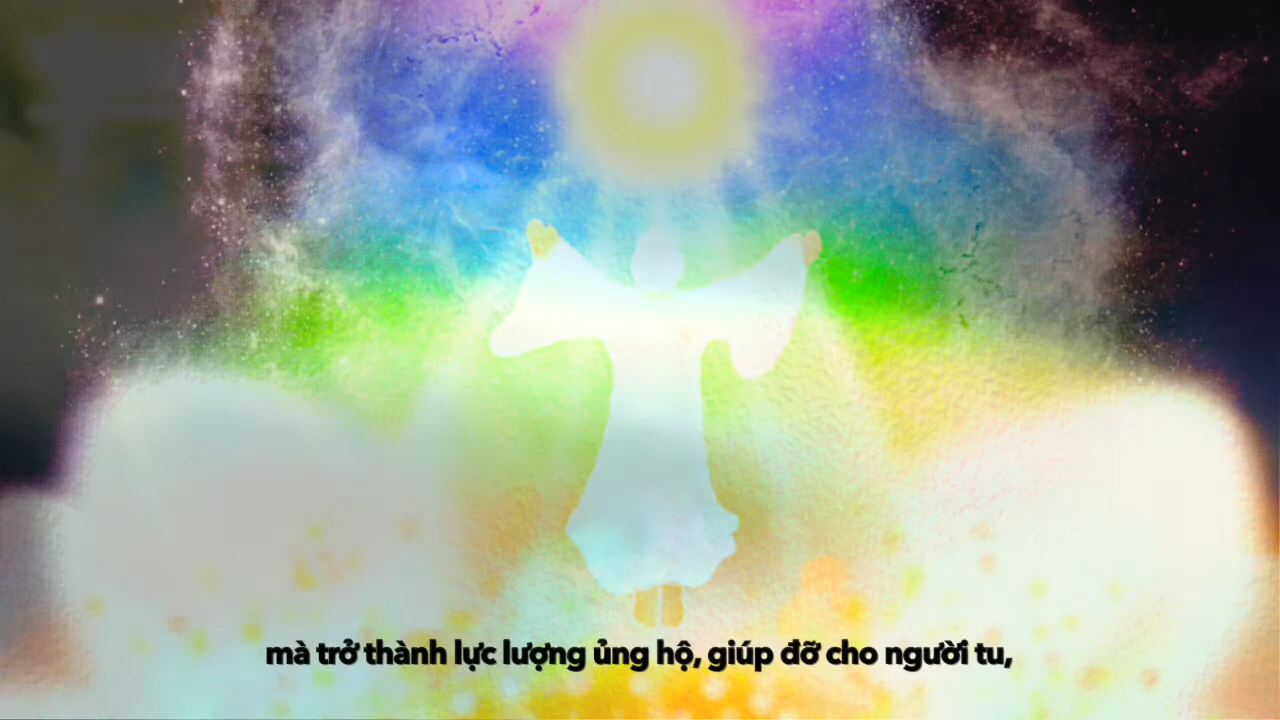 mà trở thành lực lượng ủng hộ, giúp đỡ cho người tu,